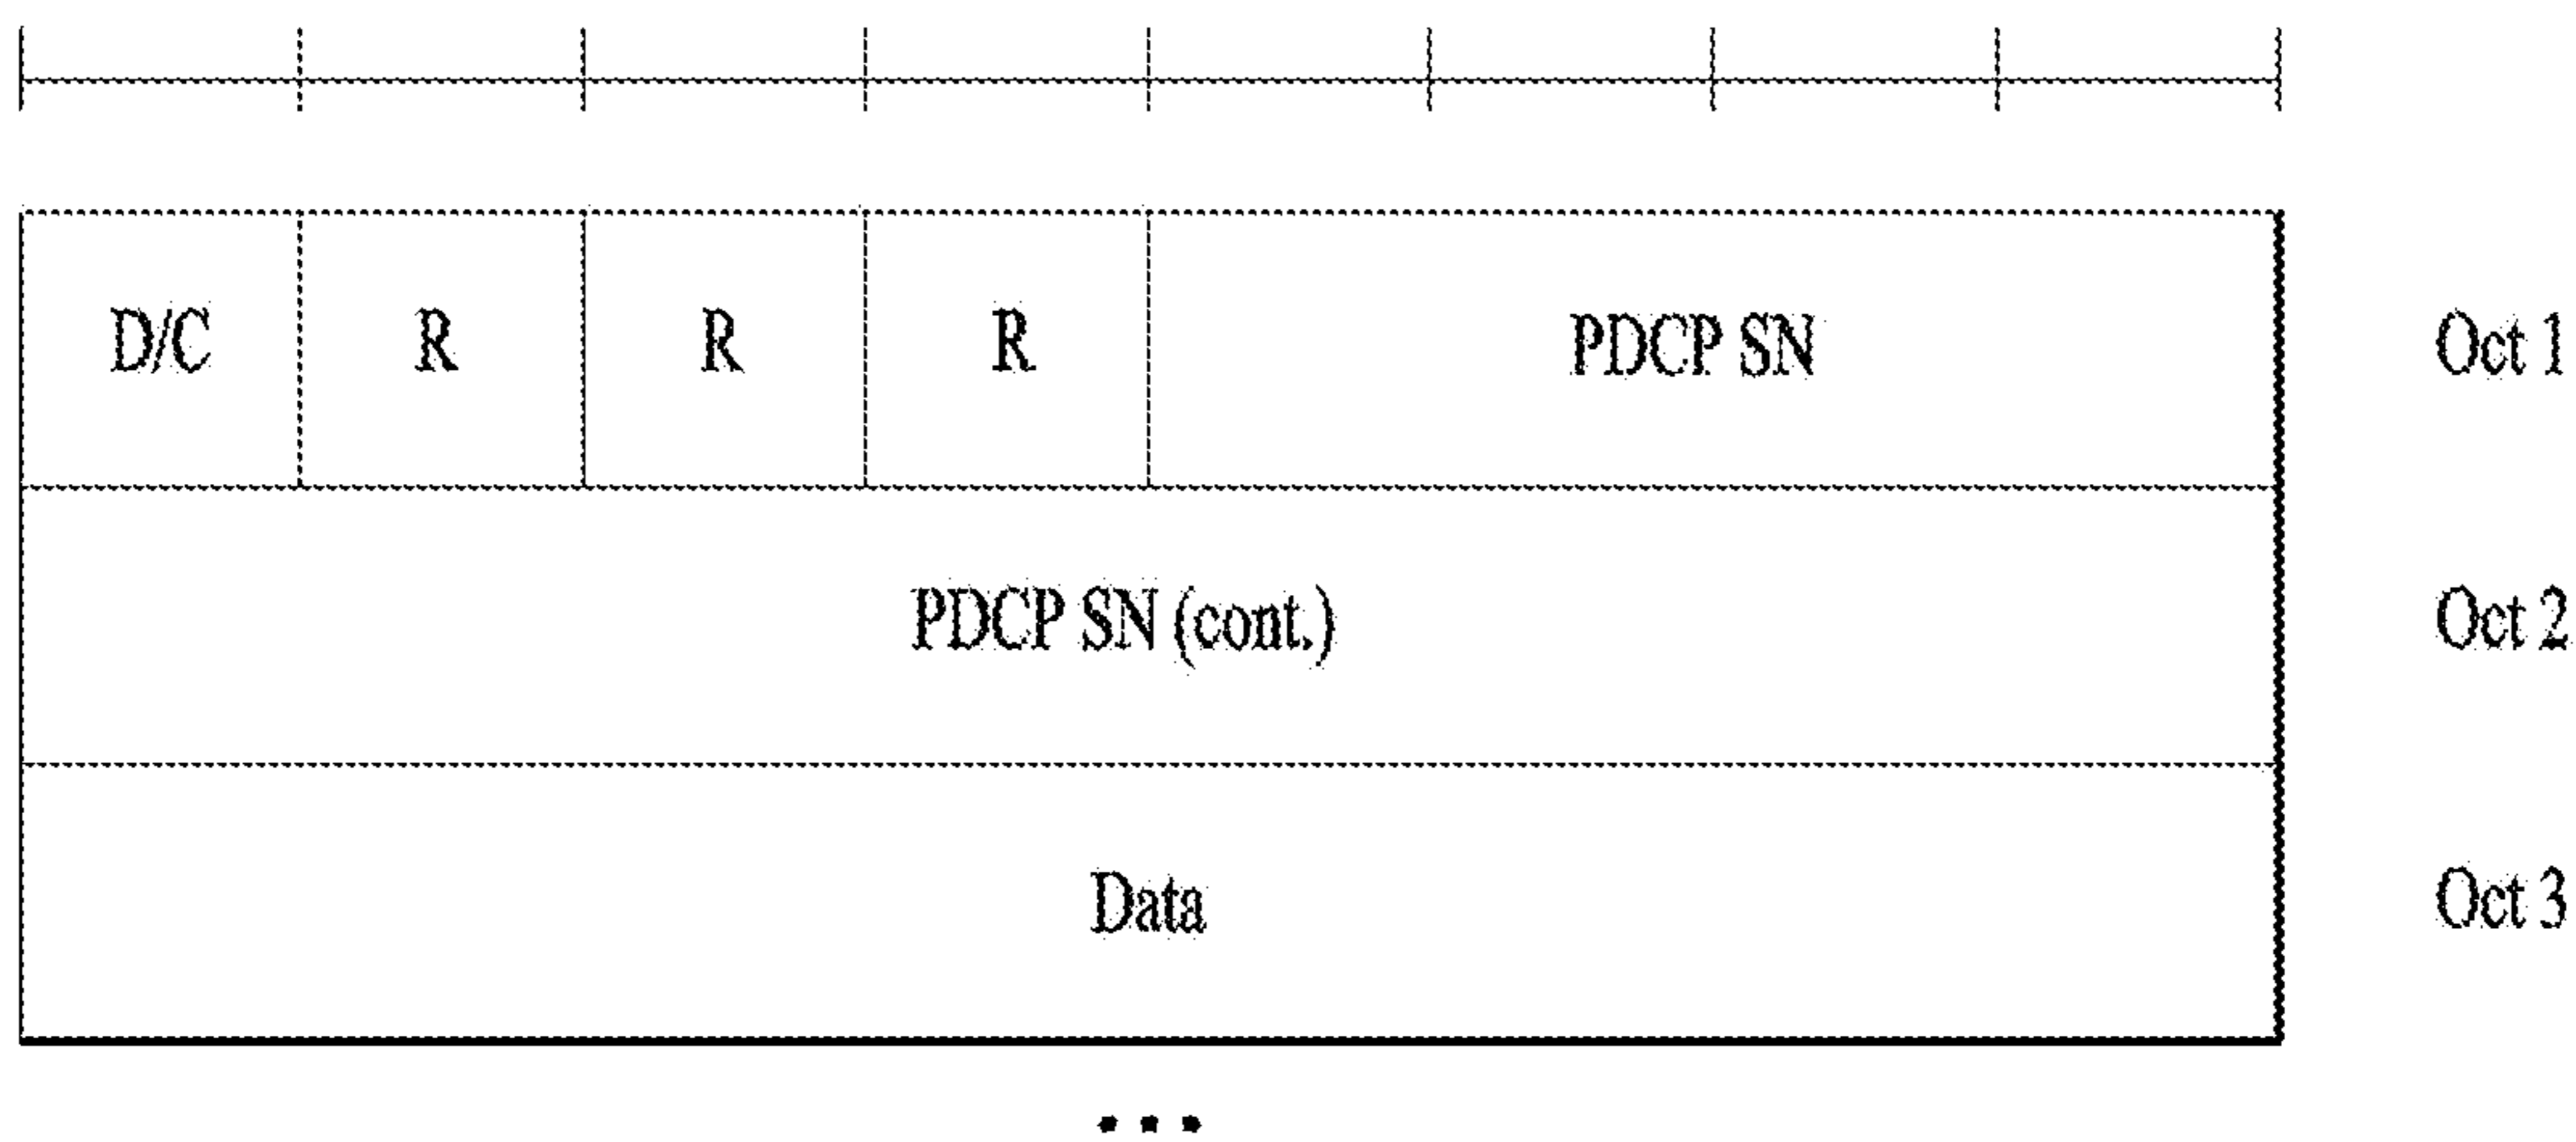 D/C R R R PDCP SN Oct 1
PDCP SN (cont.) Oct 2
Data Oct 3
...